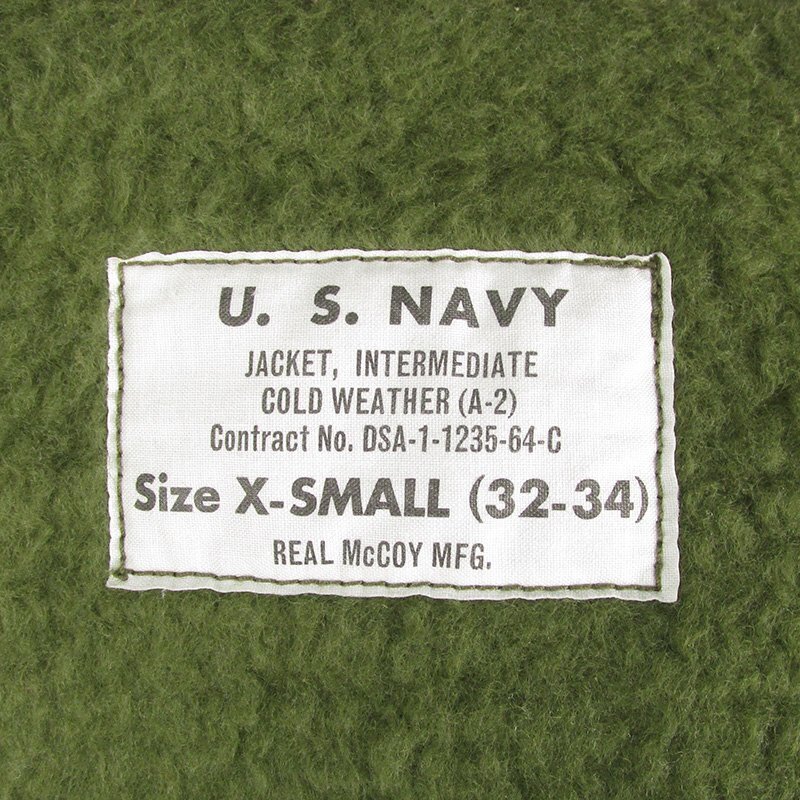 U. S. NAVY
JACKET, INTERMEDIATE
COLD WEATHER (A-2)
Contract No. DSA-1-1235-64-C
Size X-SMALL (32-34)
REAL McCOY MFG.